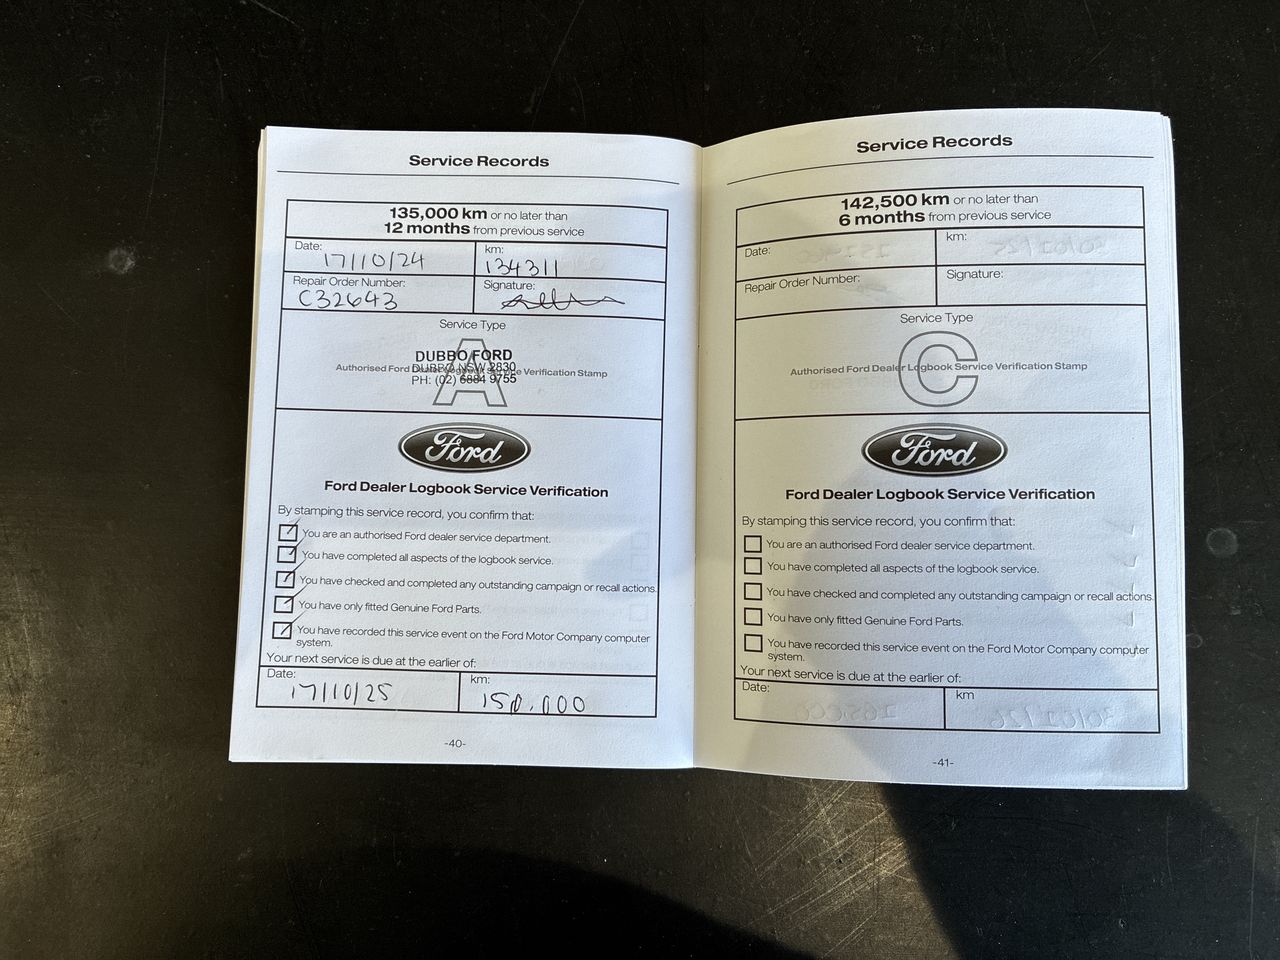 Service Records
135,000 km or no later than
12 months from previous service
Date:
17/10/24
km:
134311
Repair Order Number:
C32643
Signature:
Service Type
A
DUBBO FORD
DUBBO NSW 2830
PH: (02) 6884 9755
Authorised Ford Dealer Logbook Service Verification Stamp
Ford
Ford Dealer Logbook Service Verification
By stamping this service record, you confirm that:
You are an authorised Ford dealer service department.
You have completed all aspects of the logbook service.
You have checked and completed any outstanding campaign or recall actions.
You have only fitted Genuine Ford Parts.
You have recorded this service event on the Ford Motor Company computer
system.
Your next service is due at the earlier of:
Date:
17/10/25
km:
150,000
-40-
Service Records
142,500 km or no later than
6 months from previous service
Date:
km:
Repair Order Number:
Signature:
Service Type
C
Authorised Ford Dealer Logbook Service Verification Stamp
Ford
Ford Dealer Logbook Service Verification
By stamping this service record, you confirm that:
You are an authorised Ford dealer service department.
You have completed all aspects of the logbook service.
You have checked and completed any outstanding campaign or recall actions.
You have only fitted Genuine Ford Parts.
You have recorded this service event on the Ford Motor Company computer
system.
Your next service is due at the earlier of:
Date:
km
-41-